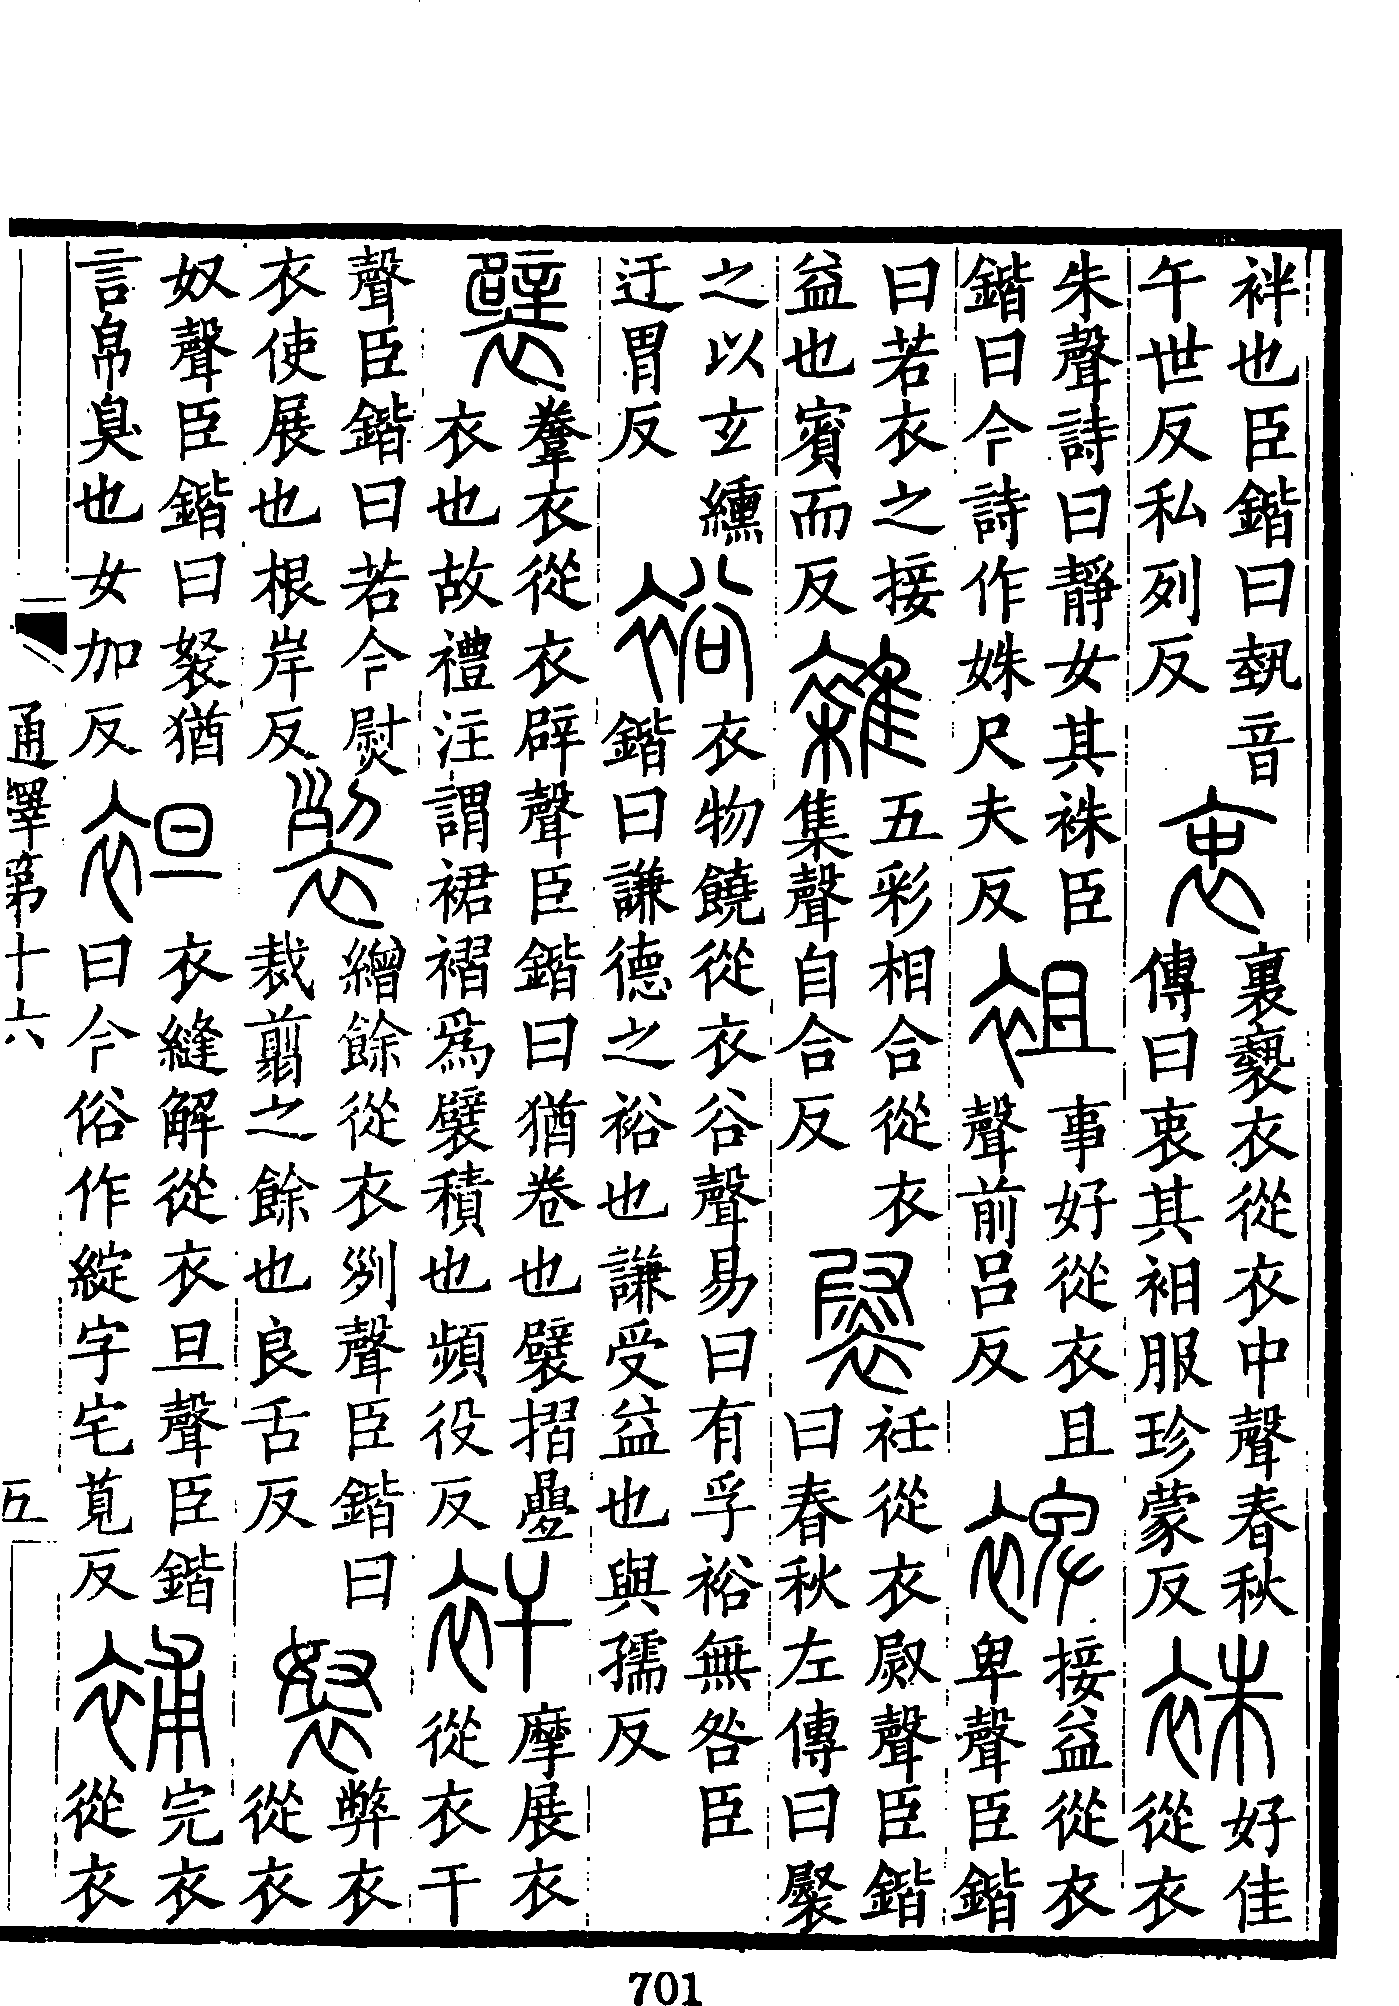 袢也臣鍇曰埶音
午世反私列反
衷
裏褻衣從衣中聲春秋
傳曰衷其衵服珍蒙反
袾
好佳
從衣
朱聲詩曰靜女其袾臣
鍇曰今詩作姝尺夫反
袓
事好從衣且
聲前呂反
裨
接益從衣
卑聲臣鍇
曰若衣之接
益也賓而反
雜
五彩相合從衣
集聲自合反
褽
衽從衣㷉聲臣鍇
曰春秋左傳曰褽
之以玄纁
迂胃反
裕
衣物饒從衣谷聲易曰有孚裕無咎臣
鍇曰謙德之裕也謙受益也與孺反
襞
韏衣從衣辟聲臣鍇曰猶卷也襞摺疊
衣也故禮注謂裙褶為襞積也頻役反
衦
摩展衣
從衣干
聲臣鍇曰若今熨
衣使展也根岸反
裂
繒餘從衣𠛱聲臣鍇曰
裁翦之餘也良舌反
䘫
弊衣
從衣
奴聲臣鍇曰䘫猶
言帛臭也女加反
袒
衣縫解從衣旦聲臣鍇
曰今俗作綻字宅莧反
補
完衣
從衣
通釋第十六
五
701